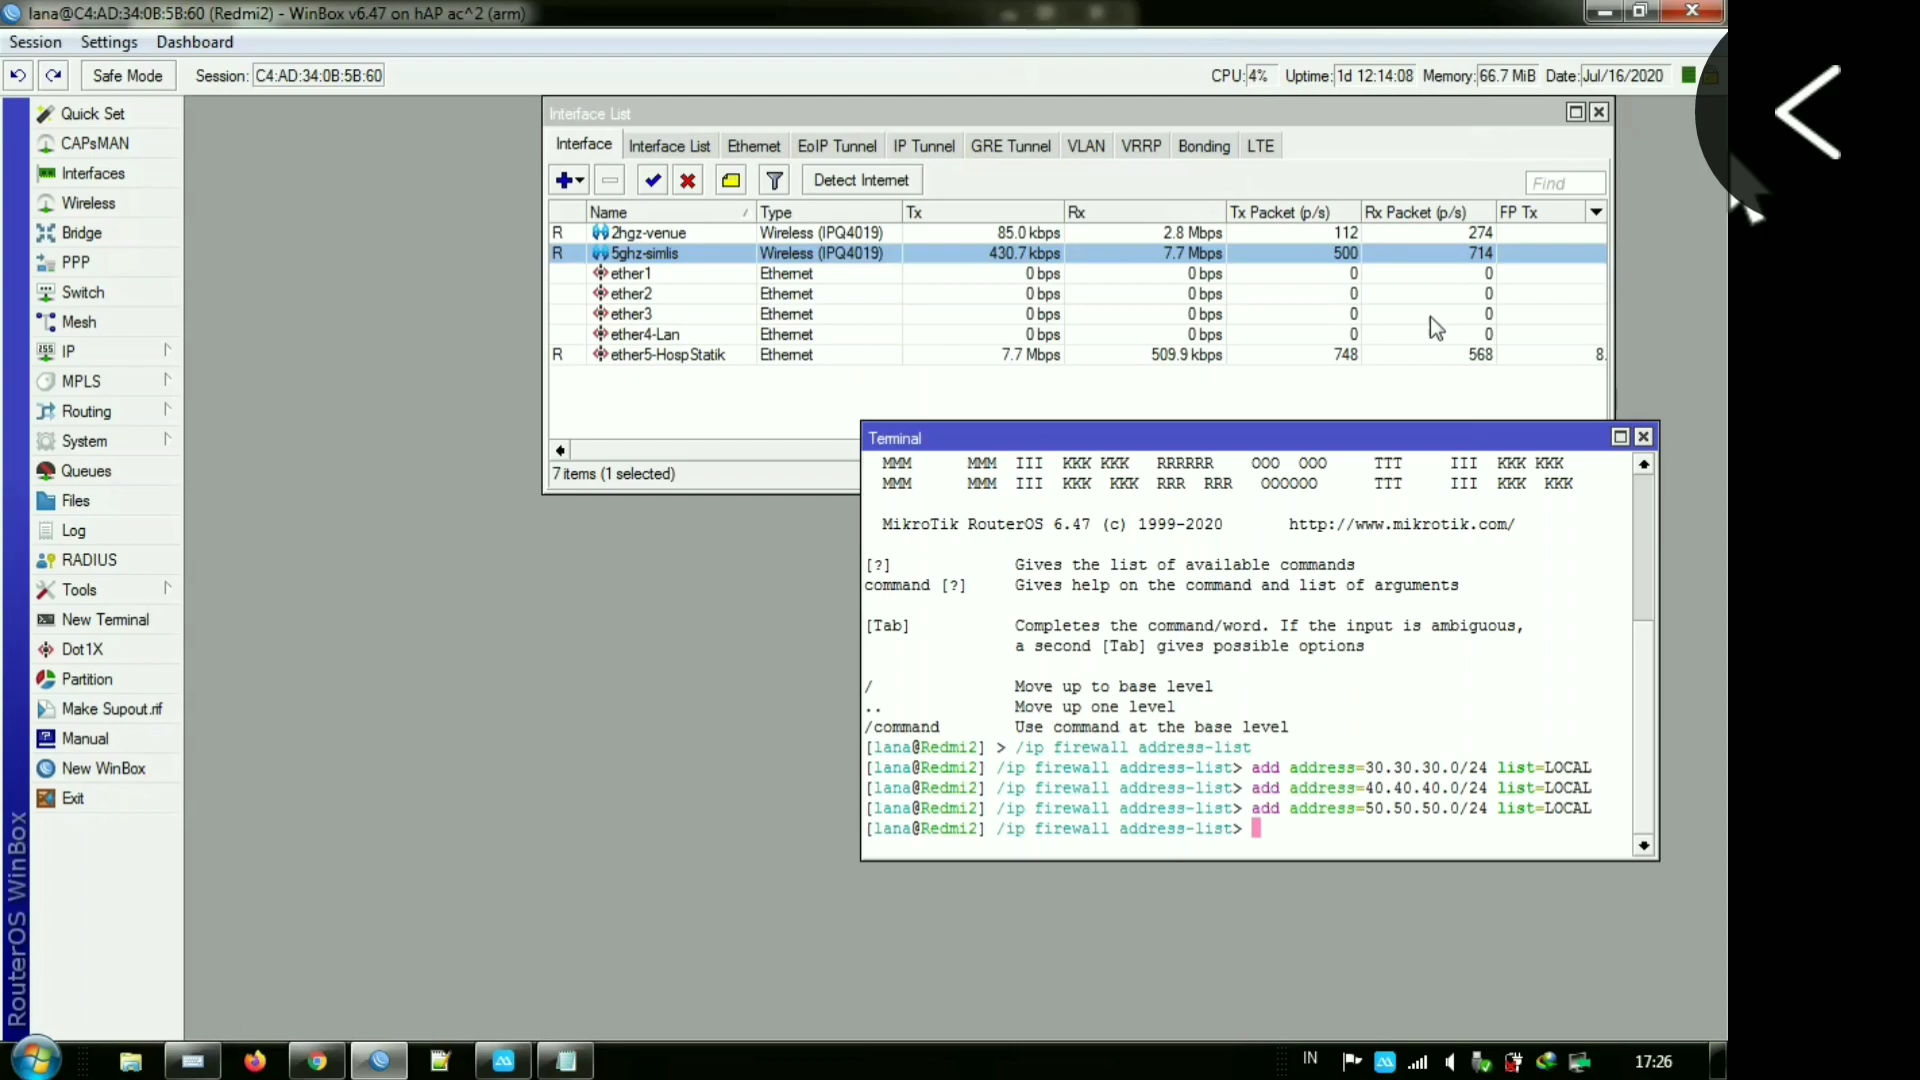 lana@C4:AD:34:0B:5B:60 (Redmi2) - WinBox v6.47 on hAP ac^2 (arm)
Session Settings Dashboard
Safe Mode Session: C4:AD:34:0B:5B:60 CPU: 4% Uptime: 1d 12:14:08 Memory: 66.7 MiB Date: Jul/16/2020
Quick Set
CAPsMAN
Interfaces
Wireless
Bridge
PPP
Switch
Mesh
IP
MPLS
Routing
System
Queues
Files
Log
RADIUS
Tools
New Terminal
Dot1X
Partition
Make Supout.rif
Manual
New WinBox
Exit
RouterOS WinBox
Interface List
Interface Interface List Ethernet EoIP Tunnel IP Tunnel GRE Tunnel VLAN VRRP Bonding LTE
Detect Internet Find
Name / Type Tx Rx Tx Packet (p/s) Rx Packet (p/s) FP Tx
R 2hgz-venue Wireless (IPQ4019) 85.0 kbps 2.8 Mbps 112 274
R 5ghz-simlis Wireless (IPQ4019) 430.7 kbps 7.7 Mbps 500 714
ether1 Ethernet 0 bps 0 bps 0 0
ether2 Ethernet 0 bps 0 bps 0 0
ether3 Ethernet 0 bps 0 bps 0 0
ether4-Lan Ethernet 0 bps 0 bps 0 0
R ether5-HospStatik Ethernet 7.7 Mbps 509.9 kbps 748 568 8.
7 items (1 selected)
Terminal
MMM MMM III KKK KKK RRRRRR OOO OOO TTT III KKK KKK
MMM MMM III KKK KKK RRR RRR OOOOOO TTT III KKK KKK
MikroTik RouterOS 6.47 (c) 1999-2020 http://www.mikrotik.com/
[?] Gives the list of available commands
command [?] Gives help on the command and list of arguments
[Tab] Completes the command/word. If the input is ambiguous,
a second [Tab] gives possible options
/ Move up to base level
.. Move up one level
/command Use command at the base level
[lana@Redmi2] > /ip firewall address-list
[lana@Redmi2] /ip firewall address-list> add address=30.30.30.0/24 list=LOCAL
[lana@Redmi2] /ip firewall address-list> add address=40.40.40.0/24 list=LOCAL
[lana@Redmi2] /ip firewall address-list> add address=50.50.50.0/24 list=LOCAL
[lana@Redmi2] /ip firewall address-list>
IN 17:26